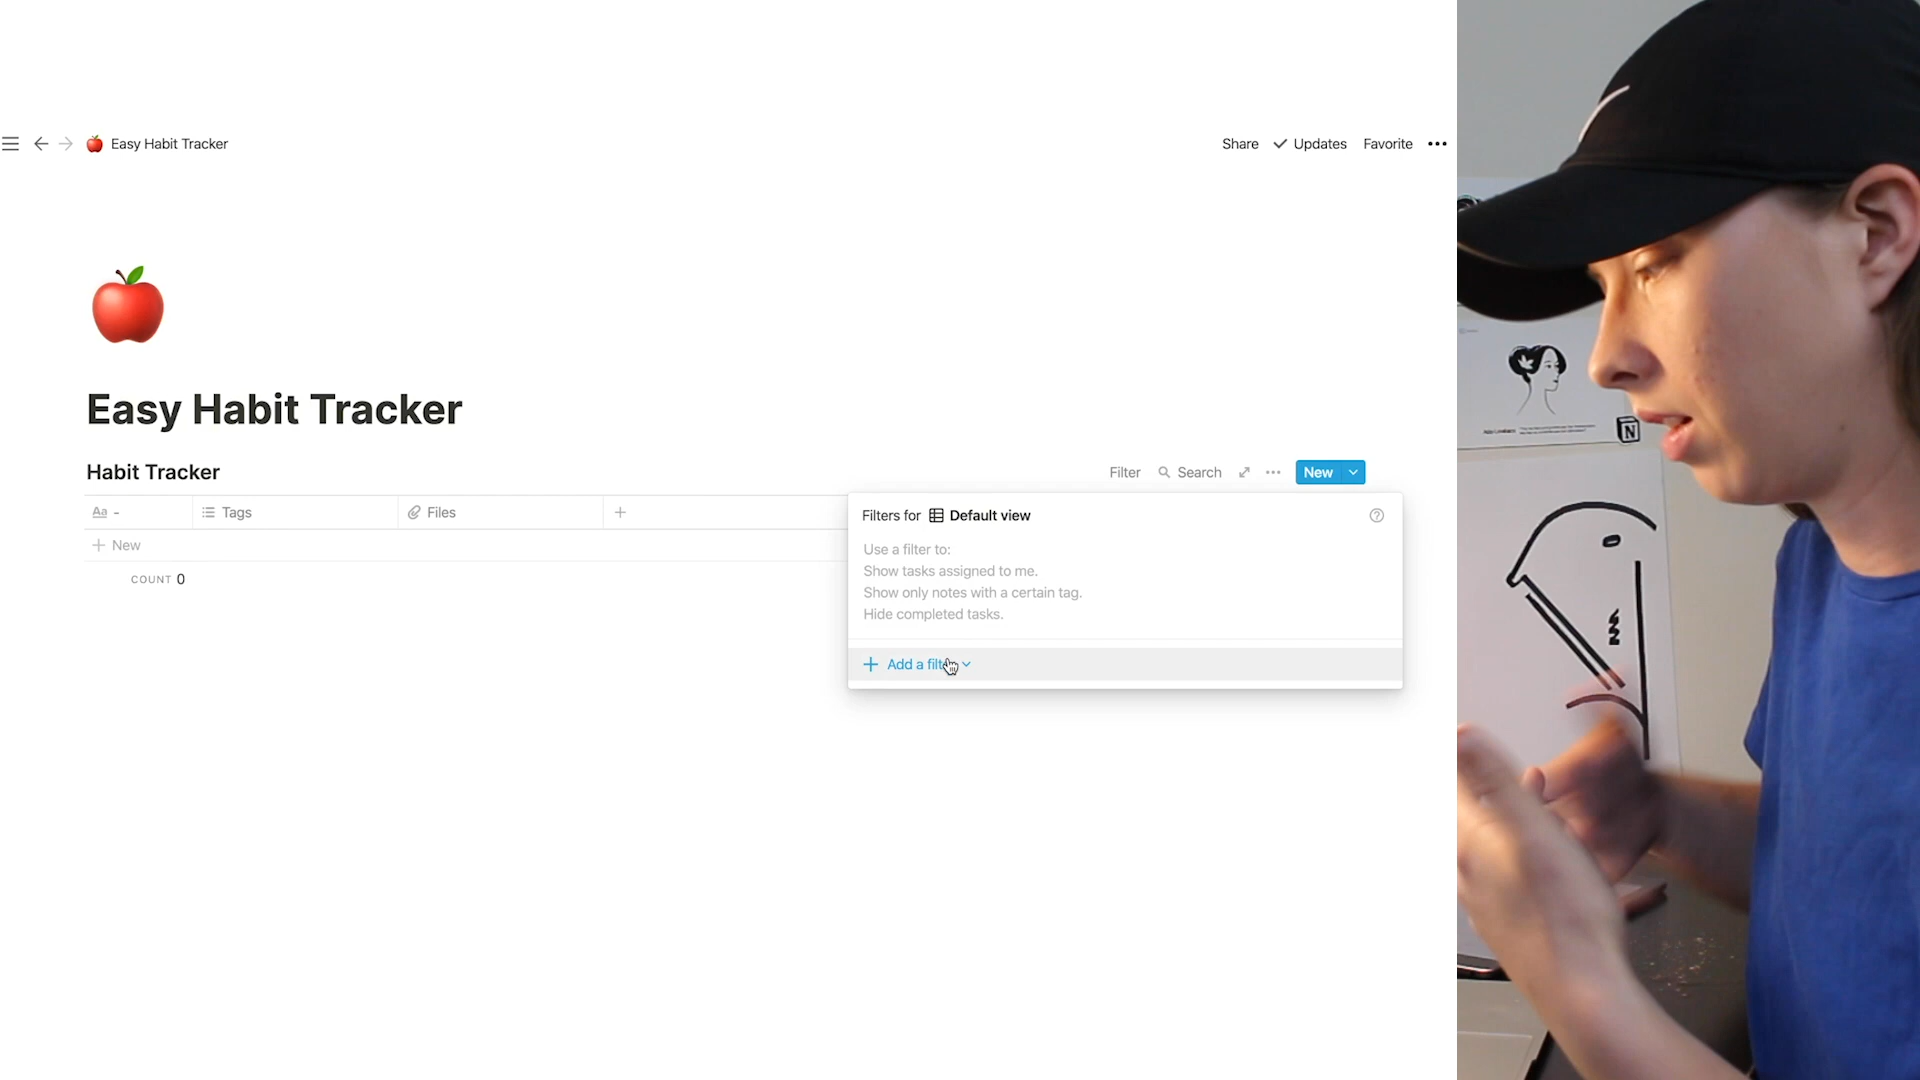 Easy Habit Tracker
Share Updates Favorite
Easy Habit Tracker
Habit Tracker
Filter Search New
Aa - Tags Files
New
COUNT 0
Filters for Default view
Use a filter to:
Show tasks assigned to me.
Show only notes with a certain tag.
Hide completed tasks.
Add a filt
N